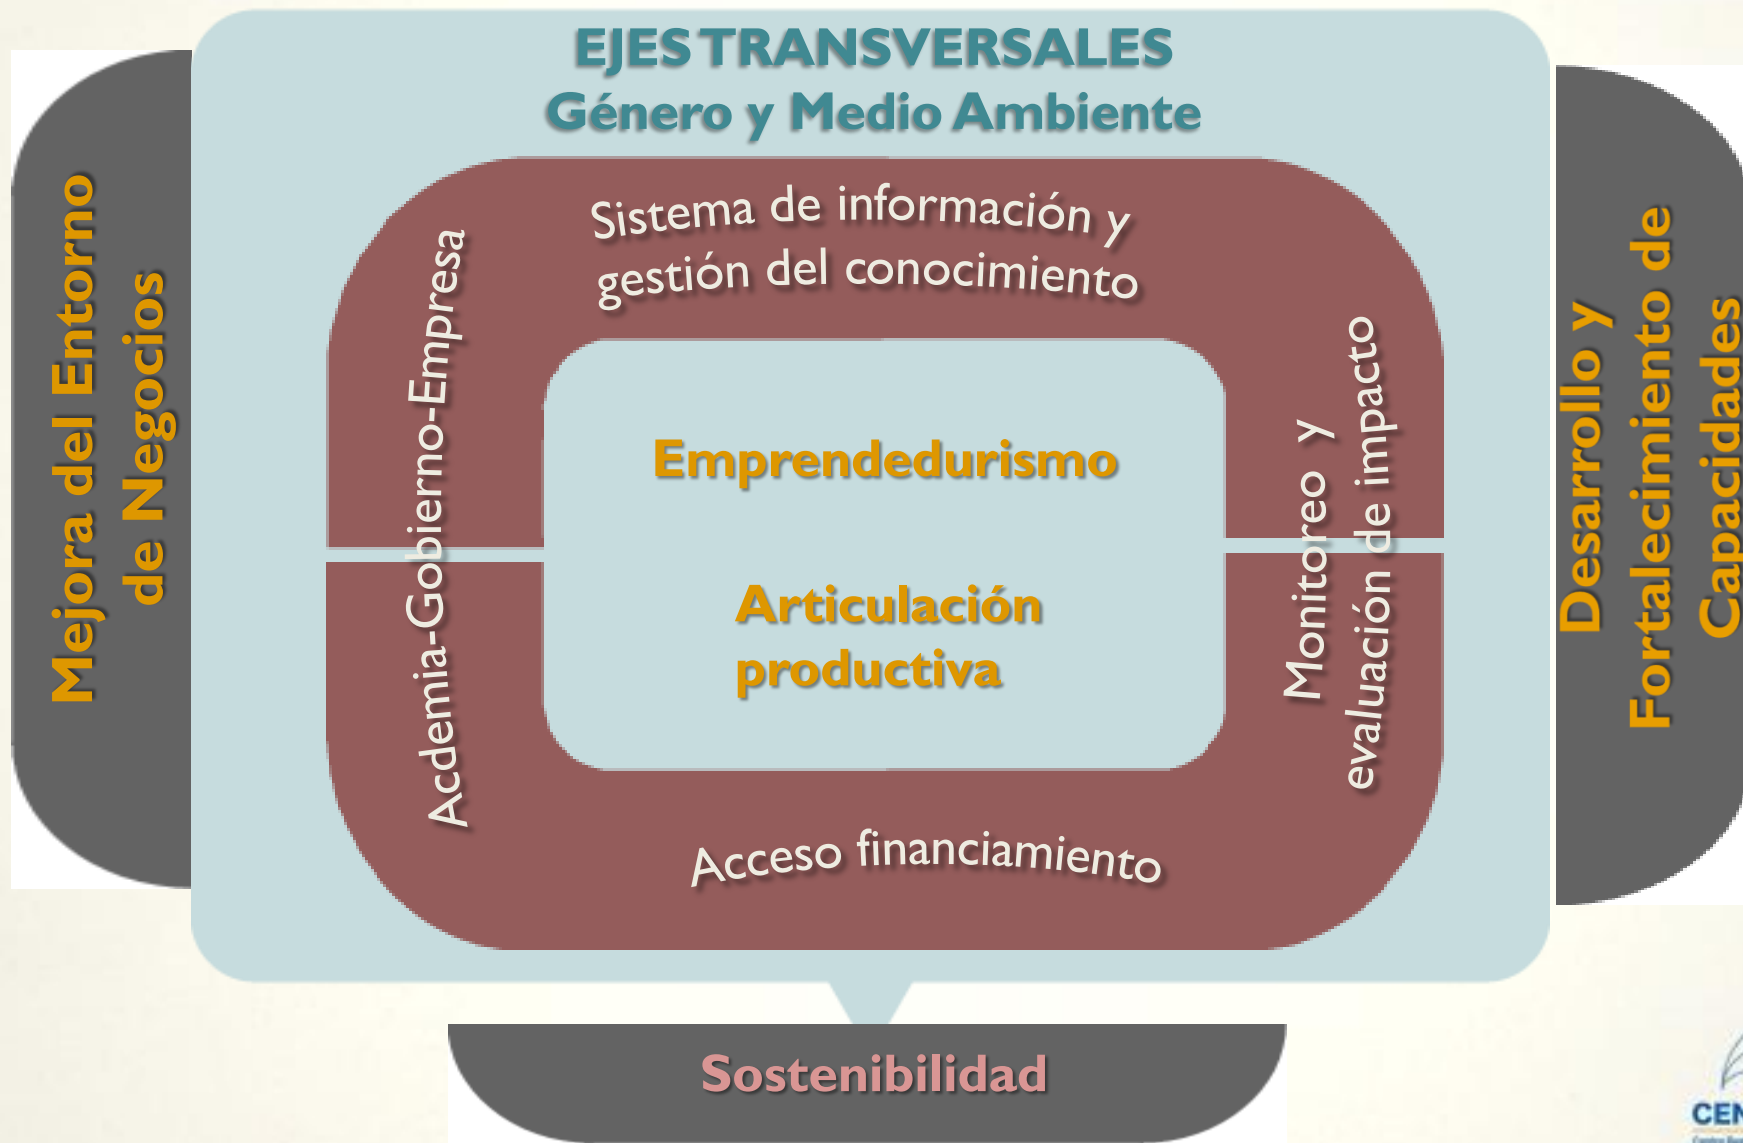 EJES TRANSVERSALES
Género y Medio Ambiente
Mejora del Entorno
de Negocios
Acdemia-Gobierno-Empresa
Sistema de información y
gestión del conocimiento
Emprendedurismo
Articulación
productiva
Monitoreo y
evaluación de impacto
Acceso financiamiento
Desarrollo y
Fortalecimiento de
Capacidades
Sostenibilidad